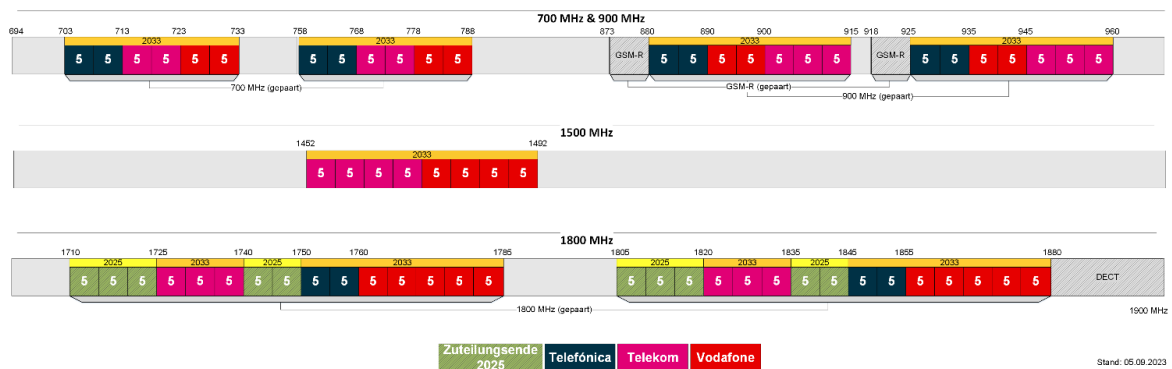 700 MHz & 900 MHz
694 703 713 723 733 758 768 778 788 873 880 890 900 915 918 925 935 945 960
2033 2033 2033 2033
5 5 5 5 5 5 5 5 5 5 5 5 GSM-R 5 5 5 5 5 5 5 GSM-R 5 5 5 5 5 5 5
700 MHz (gepaart) GSM-R (gepaart)
900 MHz (gepaart)
1500 MHz
1452 1492
2033
5 5 5 5 5 5 5 5
1800 MHz
1710 1725 1740 1750 1760 1785 1805 1820 1835 1845 1855 1880
2025 2033 2025 2033 2025 2033 2025 2033
5 5 5 5 5 5 5 5 5 5 5 5 5 5 5 5 5 5 5 5 5 5 5 5 5 5 5 5 5 5 DECT
1800 MHz (gepaart) 1900 MHz
Zuteilungsende
2025
Telefónica
Telekom
Vodafone
Stand: 05.09.2023